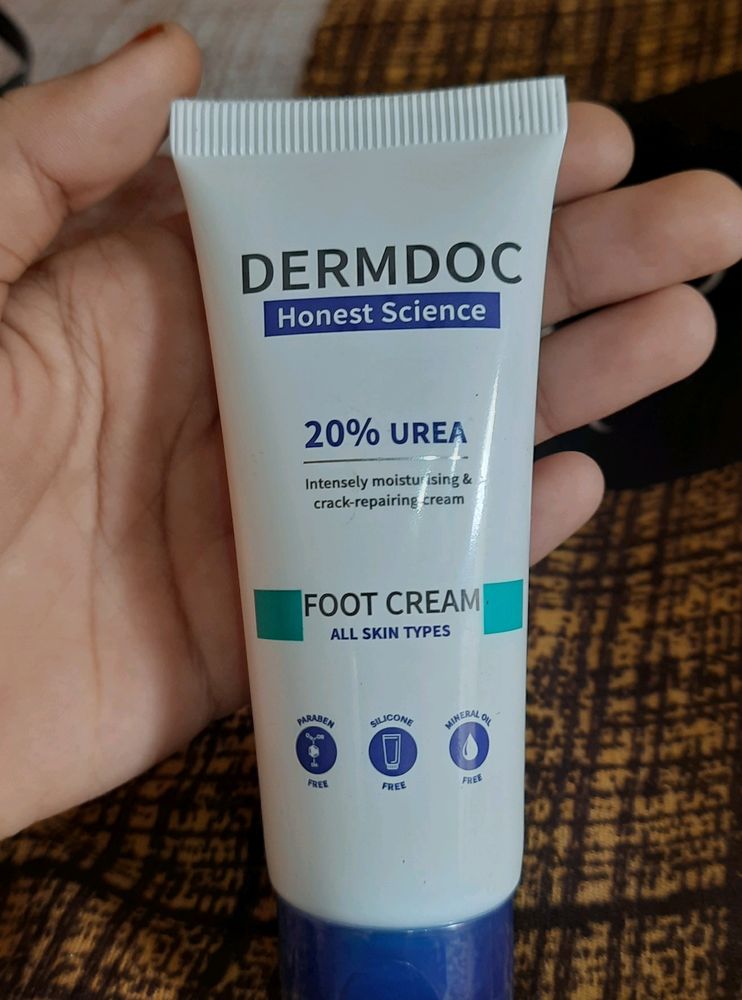 DERMDOC
Honest Science
20% UREA
Intensely moisturising &
crack-repairing cream
FOOT CREAM
ALL SKIN TYPES
PARABEN SILICONE MINERAL OIL
FREE FREE FREE